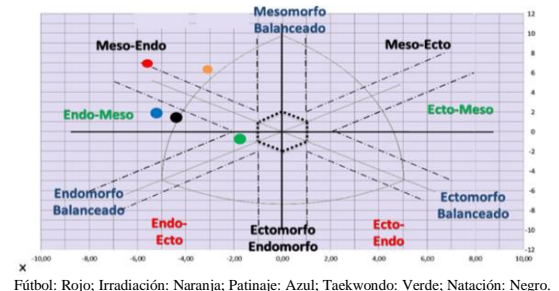 Mesomorfo
Balanceado
12
10
Meso-Endo
Meso-Ecto
8
6
4
Endo-Meso
Ecto-Meso
2
0
-2
-4
Endomorfo
Balanceado
Ectomorfo
Balanceado
-6
-8
Endo-
Ecto
Ectomorfo
Endomorfo
Ecto-
Endo
-10
-12
X
-10,00 -8,00 -6,00 -4,00 -2,00 0,00 2,00 4,00 6,00 8,00 10,00
Fútbol: Rojo; Irradiación: Naranja; Patinaje: Azul; Taekwondo: Verde; Natación: Negro.